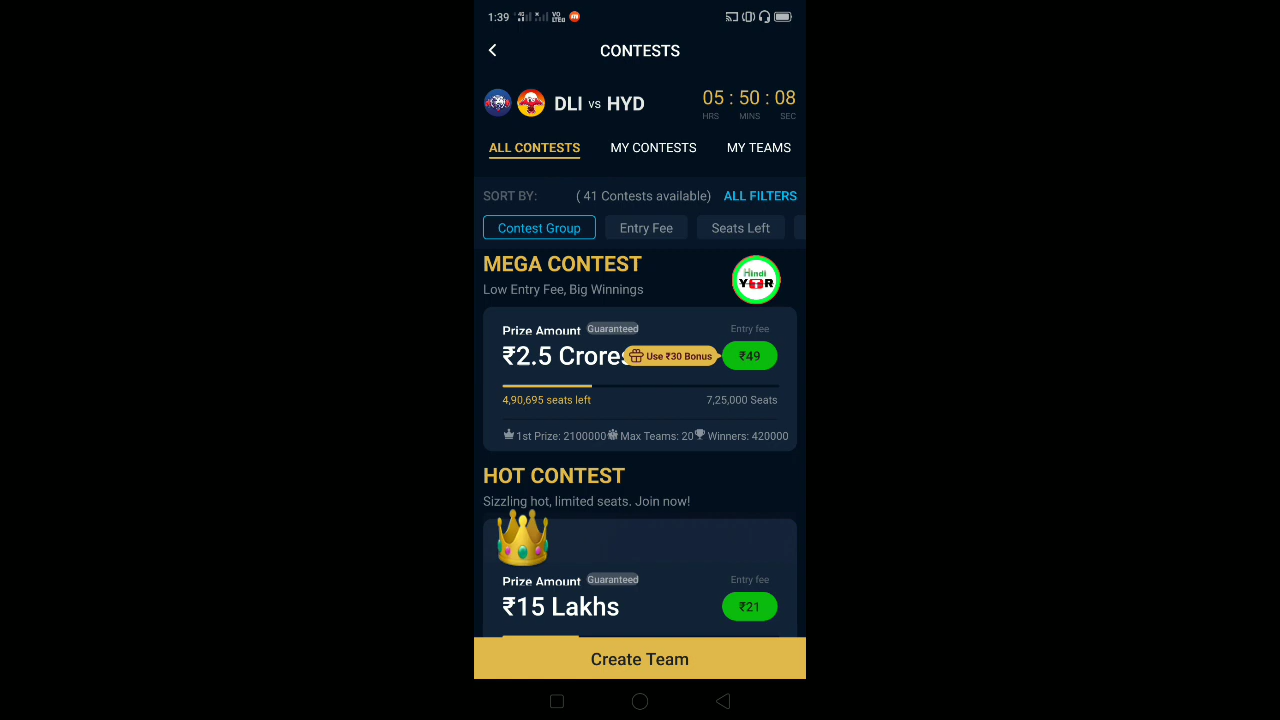 1:39 4G VO LTE
CONTESTS
DLI vs HYD 05 : 50 : 08
HRS MINS SEC
ALL CONTESTS MY CONTESTS MY TEAMS
SORT BY: ( 41 Contests available) ALL FILTERS
Contest Group Entry Fee Seats Left
MEGA CONTEST
Hindi
YTR
Low Entry Fee, Big Winnings
Prize Amount Guaranteed Entry fee
₹2.5 Crores Use ₹30 Bonus ₹49
4,90,695 seats left 7,25,000 Seats
1st Prize: 2100000 Max Teams: 20 Winners: 420000
HOT CONTEST
Sizzling hot, limited seats. Join now!
Prize Amount Guaranteed Entry fee
₹15 Lakhs ₹21
Create Team